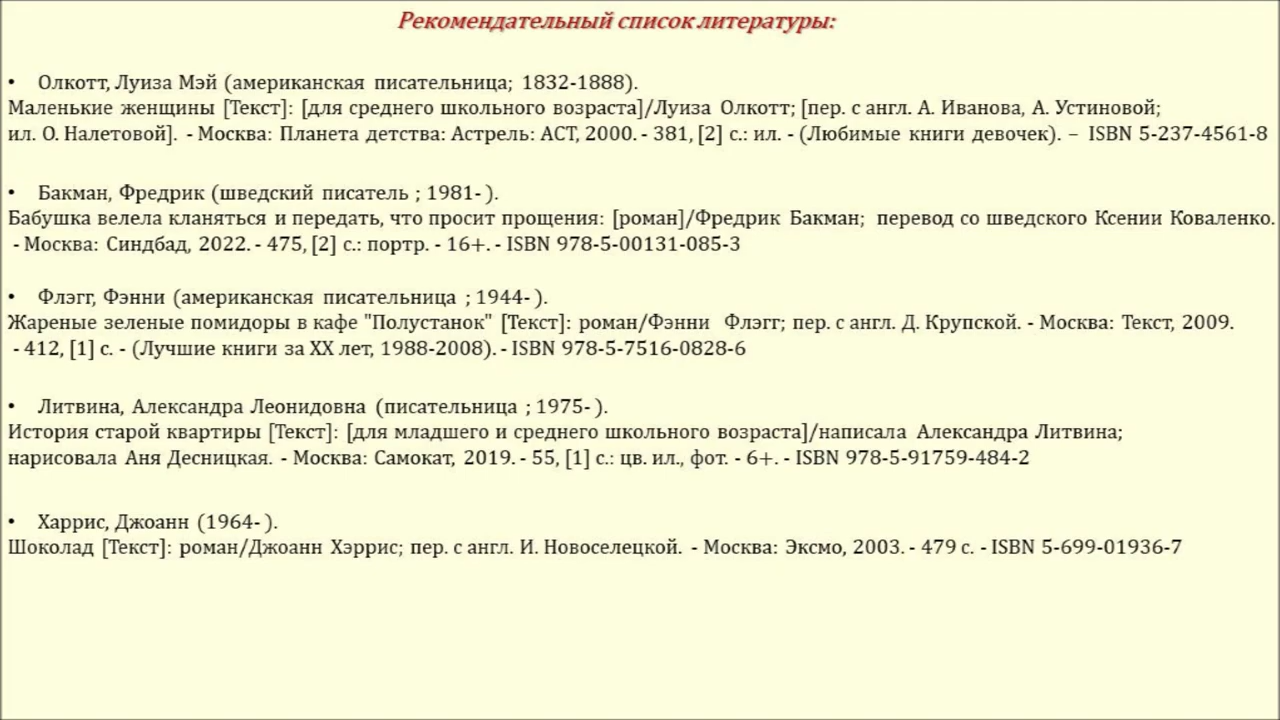 Рекомендательный список литературы:
• Олкотт, Луиза Мэй (американская писательница; 1832-1888).
Маленькие женщины [Текст]: [для среднего школьного возраста]/Луиза Олкотт; [пер. с англ. А. Иванова, А. Устиновой;
ил. О. Налетовой]. - Москва: Планета детства: Астрель: АСТ, 2000. - 381, [2] с.: ил. - (Любимые книги девочек). – ISBN 5-237-4561-8
• Бакман, Фредрик (шведский писатель ; 1981- ).
Бабушка велела кланяться и передать, что просит прощения: [роман]/Фредрик Бакман; перевод со шведского Ксении Коваленко.
- Москва: Синдбад, 2022. - 475, [2] с.: портр. - 16+. - ISBN 978-5-00131-085-3
• Флэгг, Фэнни (американская писательница ; 1944- ).
Жареные зеленые помидоры в кафе "Полустанок" [Текст]: роман/Фэнни Флэгг; пер. с англ. Д. Крупской. - Москва: Текст, 2009.
- 412, [1] с. - (Лучшие книги за XX лет, 1988-2008). - ISBN 978-5-7516-0828-6
• Литвина, Александра Леонидовна (писательница ; 1975- ).
История старой квартиры [Текст]: [для младшего и среднего школьного возраста]/написала Александра Литвина;
нарисовала Аня Десницкая. - Москва: Самокат, 2019. - 55, [1] с.: цв. ил., фот. - 6+. - ISBN 978-5-91759-484-2
• Харрис, Джоанн (1964- ).
Шоколад [Текст]: роман/Джоанн Хэррис; пер. с англ. И. Новоселецкой. - Москва: Эксмо, 2003. - 479 с. - ISBN 5-699-01936-7